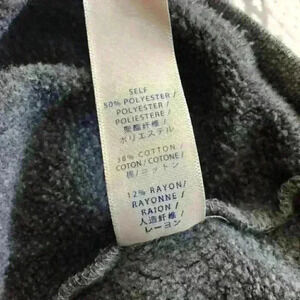 SELF
50% POLYESTER/
POLYESTER /
POLIESTERE /
聚酯纤维 /
ポリエステル
38% COTTON/
COTON / COTONE /
棉 / コットン
12% RAYON/
RAYONNE /
RAION /
人造纤维 /
レーヨン